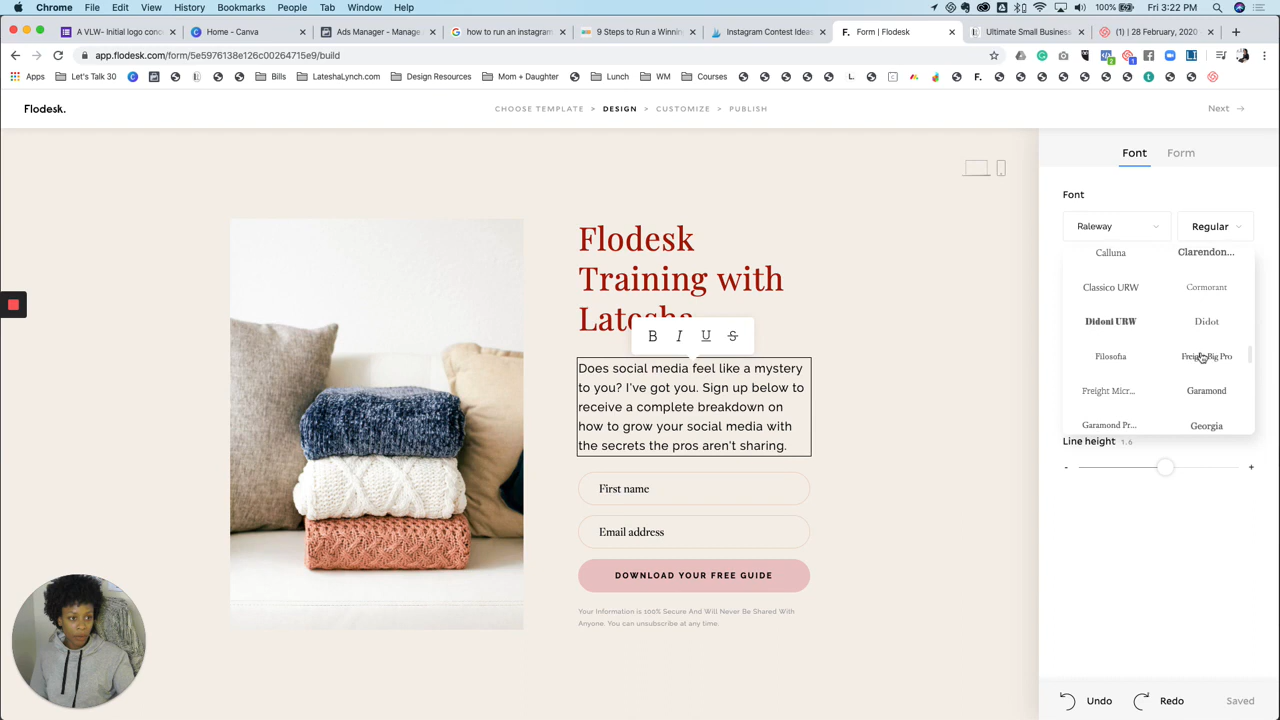 Chrome File Edit View History Bookmarks People Tab Window Help
100% Fri 3:22 PM
A VLW- Initial logo conc
Home - Canva
Ads Manager - Manage
how to run an instagram
9 Steps to Run a Winnin
Instagram Contest Ideas
F. Form | Flodesk
Ultimate Small Business
(1) | 28 February, 2020
app.flodesk.com/form/5e5976138e136c00264715e9/build
Apps Let's Talk 30 Bills LateshaLynch.com Design Resources Mom + Daughter Lunch WM Courses
Flodesk.
CHOOSE TEMPLATE > DESIGN > CUSTOMIZE > PUBLISH
Next →
Font Form
Font
Raleway Regular
Calluna Clarendon...
Classico URW Cormorant
Didoni URW Didot
Filosofia Freight Big Pro
Freight Micr... Garamond
Garamond Pr... Georgia
Line height 1.6
- +
Flodesk
Training with
Latesha
B I U S
Does social media feel like a mystery
to you? I've got you. Sign up below to
receive a complete breakdown on
how to grow your social media with
the secrets the pros aren't sharing.
First name
Email address
DOWNLOAD YOUR FREE GUIDE
Your Information is 100% Secure And Will Never Be Shared With
Anyone. You can unsubscribe at any time.
Undo Redo Saved